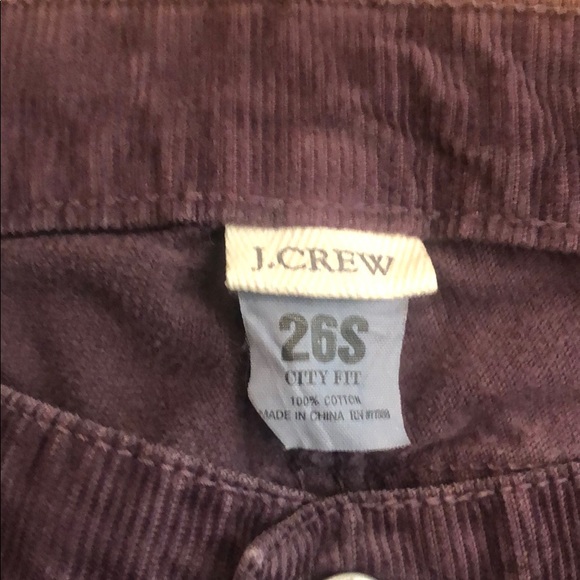 J.CREW
26S
CITY FIT
100% COTTON
MADE IN CHINA